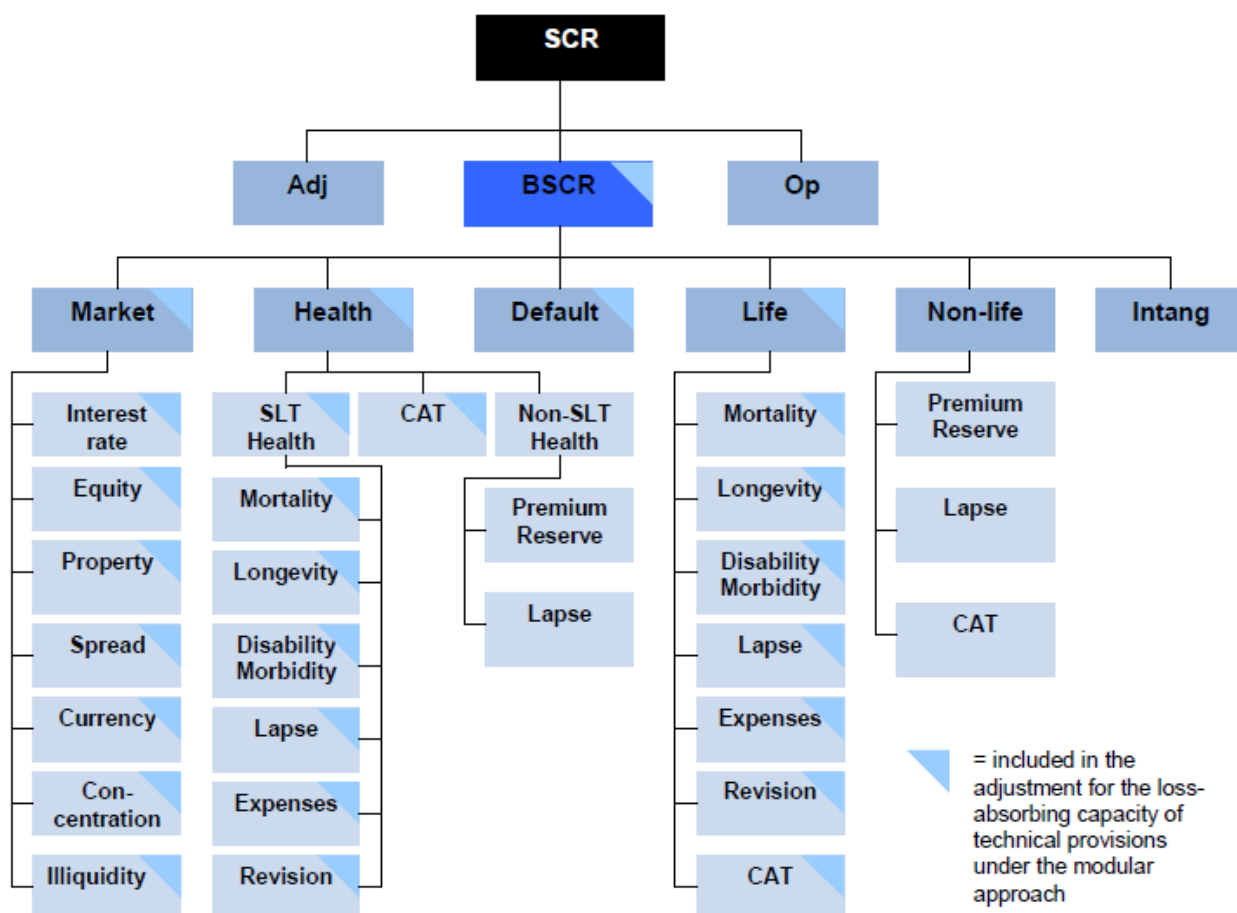 SCR
Adj
BSCR
Op
Market
Health
Default
Life
Non-life
Intang
Interest
rate
Equity
Property
Spread
Currency
Con-
centration
Illiquidity
SLT
Health
CAT
Non-SLT
Health
Mortality
Longevity
Disability
Morbidity
Lapse
Expenses
Revision
Premium
Reserve
Lapse
Mortality
Longevity
Disability
Morbidity
Lapse
Expenses
Revision
CAT
Premium
Reserve
Lapse
CAT
= included in the
adjustment for the loss-
absorbing capacity of
technical provisions
under the modular
approach